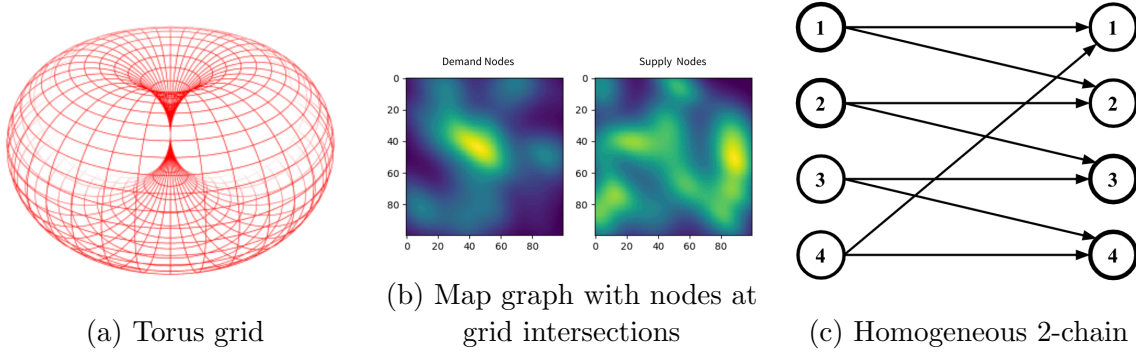 Demand Nodes
Supply Nodes
0
20
40
60
80
0 20 40 60 80
0
20
40
60
80
0 20 40 60 80
1
2
3
4
1
2
3
4
(a) Torus grid
(b) Map graph with nodes at
grid intersections
(c) Homogeneous 2-chain